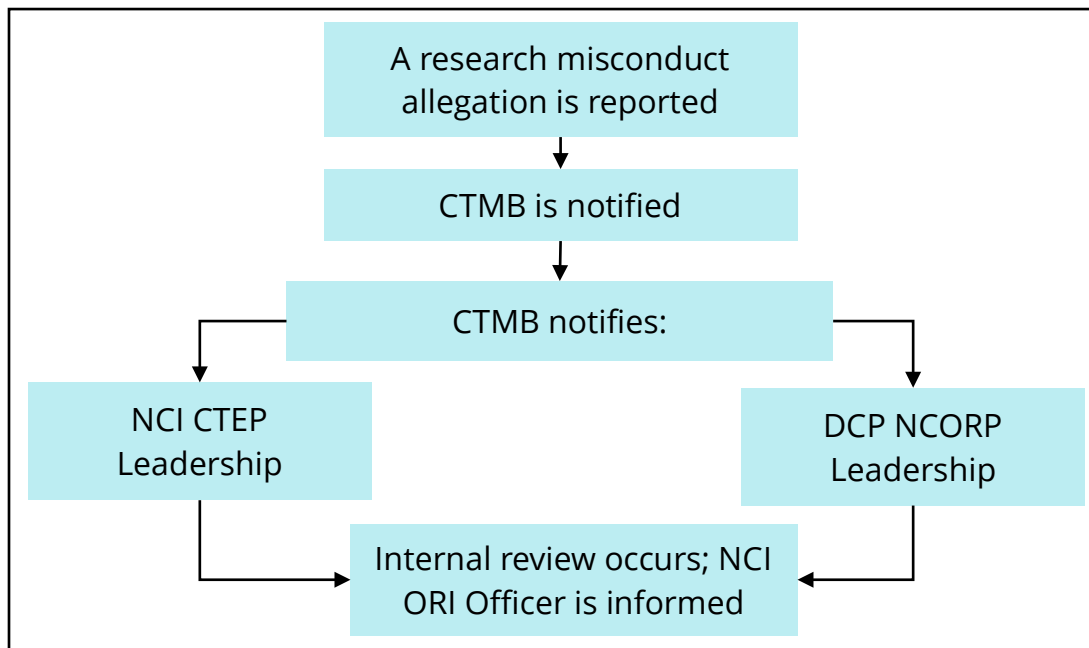 A research misconduct
allegation is reported
CTMB is notified
CTMB notifies:
NCI CTEP
Leadership
DCP NCORP
Leadership
Internal review occurs; NCI
ORI Officer is informed